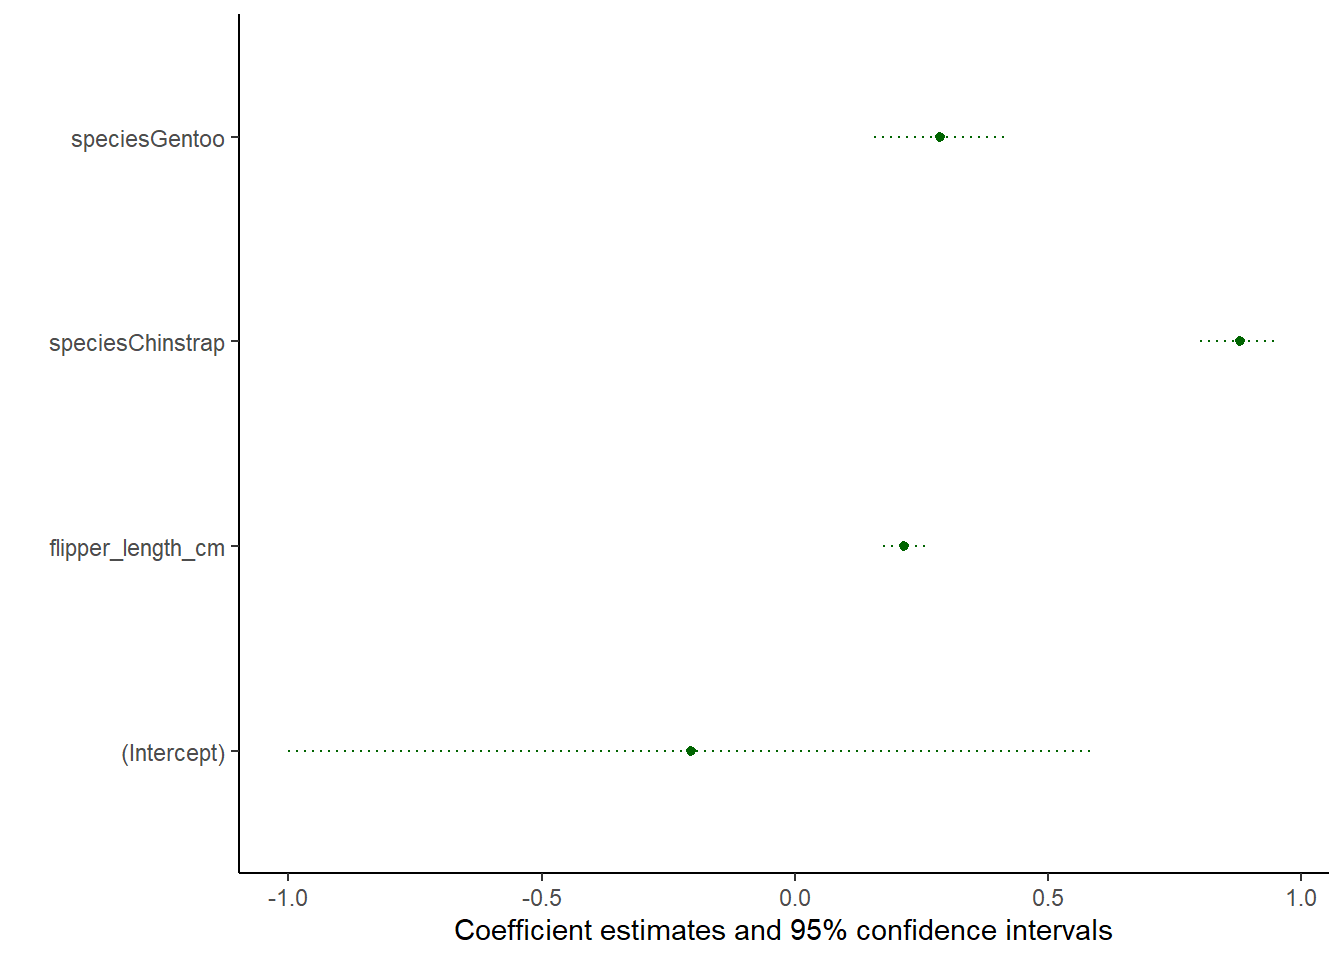 speciesGentoo
speciesChinstrap
flipper_length_cm
(Intercept)
-1.0 -0.5 0.0 0.5 1.0
Coefficient estimates and 95% confidence intervals